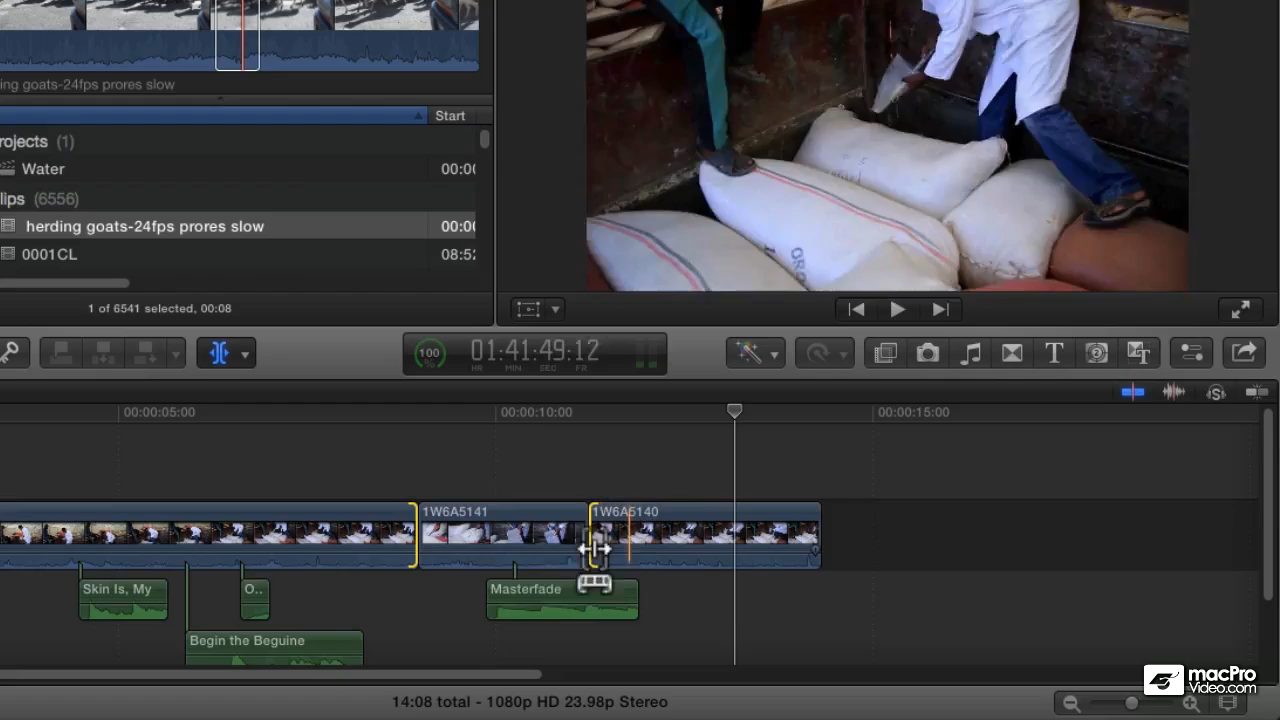 ing goats-24fps prores slow
Start
rojects (1)
Water 00:00
lips (6556)
herding goats-24fps prores slow 00:00
0001CL 08:52
1 of 6541 selected, 00:08
100
%
01:41:49:12
HR MIN SEC FR
00:00:05:00
00:00:10:00
00:00:15:00
1W6A5141
1W6A5140
Skin Is, My
O..
Masterfade
Begin the Beguine
14:08 total - 1080p HD 23.98p Stereo
macPro
Video.com